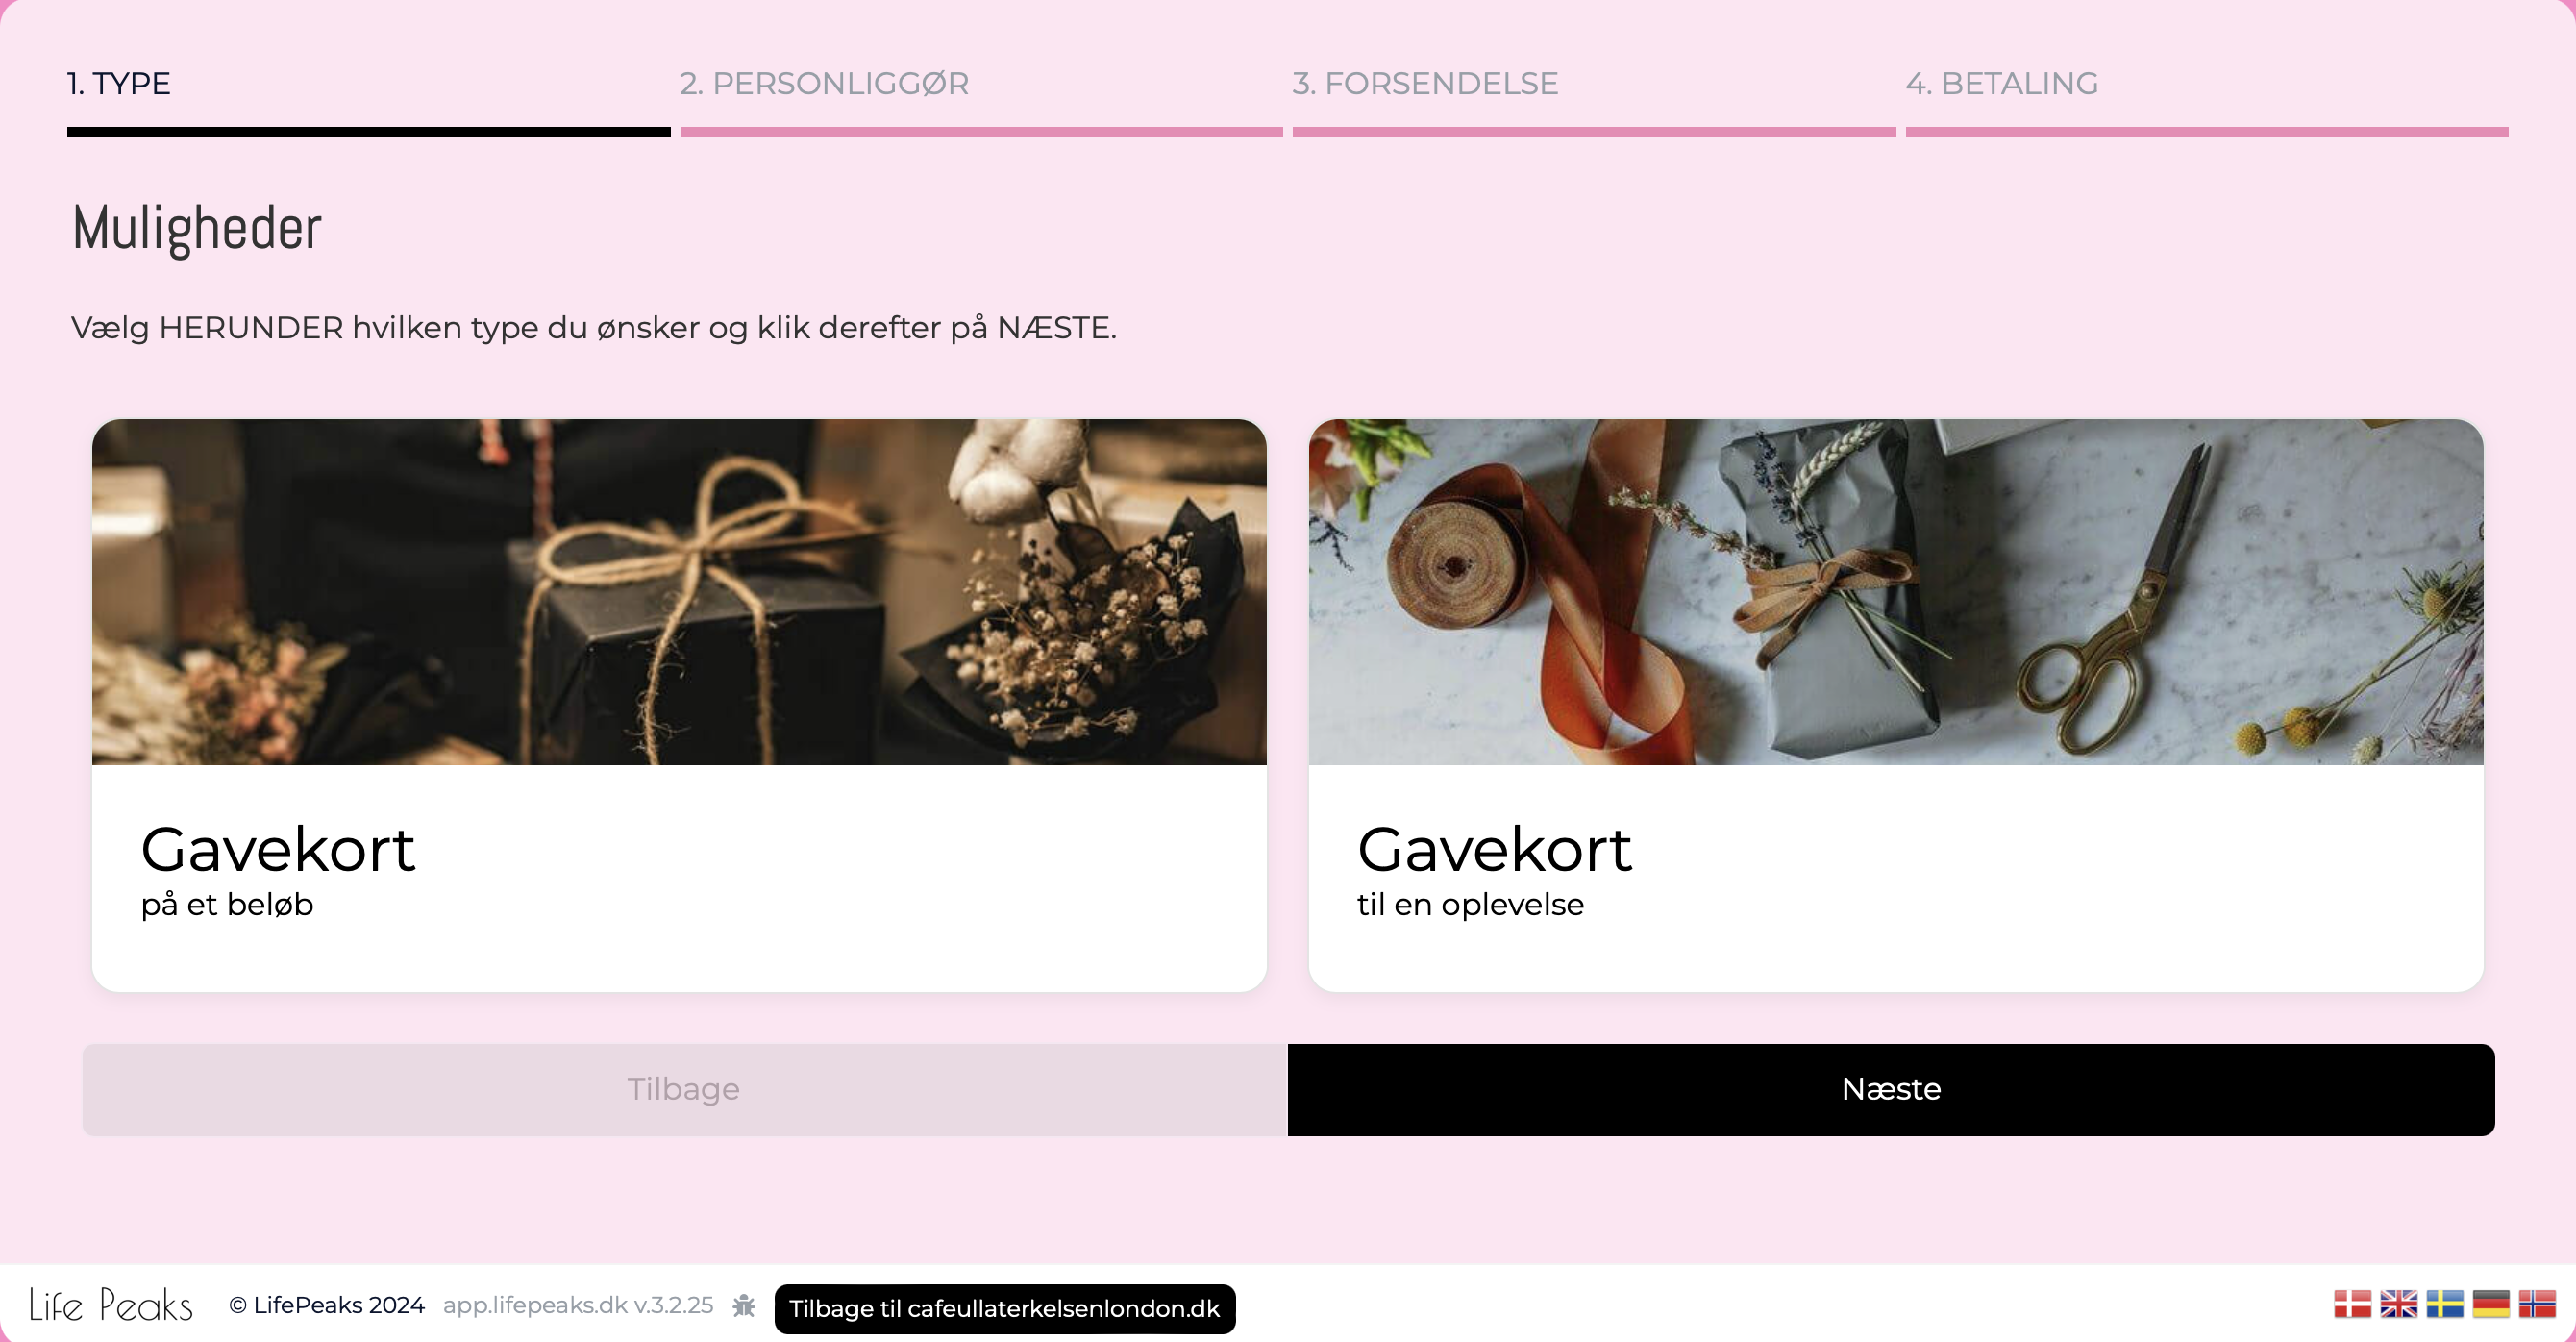 1. TYPE
2. PERSONLIGGØR
3. FORSENDELSE
4. BETALING
Muligheder
Vælg HERUNDER hvilken type du ønsker og klik derefter på NÆSTE.
Gavekort
på et beløb
Gavekort
til en oplevelse
Tilbage
Næste
Life Peaks
© LifePeaks 2024
app.lifepeaks.dk v.3.2.25
Tilbage til cafeullaterkelsenlondon.dk